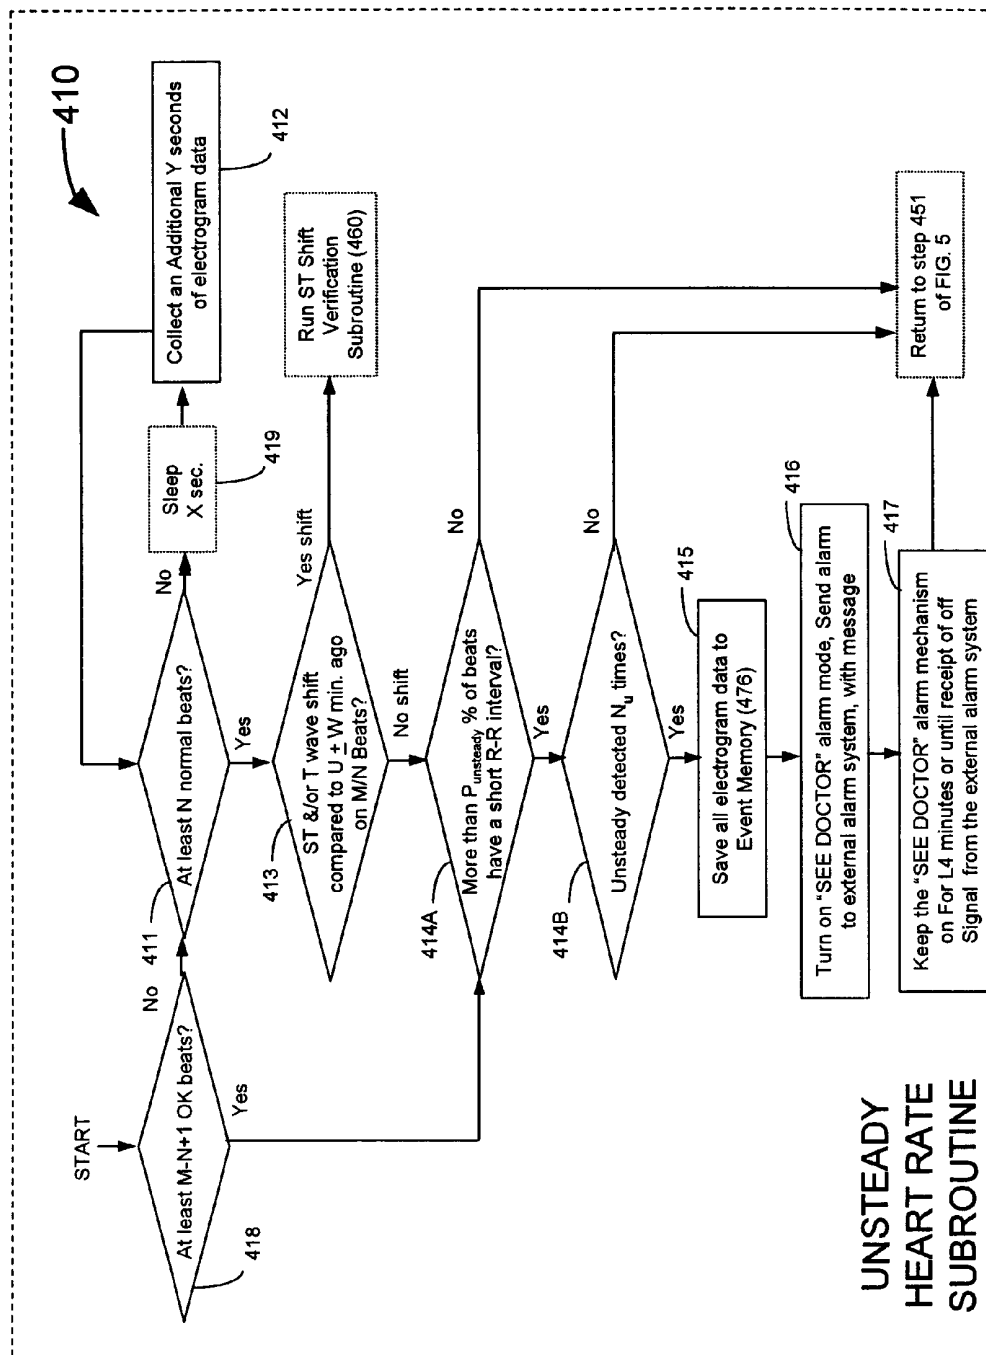 410
START
At least M-N+1 OK beats?
418
No
Yes
At least N normal beats?
411
No
Yes
Sleep
X sec.
419
Collect an Additional Y seconds
of electrogram data
412
ST &/or T wave shift
compared to U ± W min. ago
on M/N Beats?
413
Yes shift
No shift
Run ST Shift
Verification
Subroutine (460)
More than Punsteady % of beats
have a short R-R interval?
414A
No
Yes
Unsteady detected Nu times?
414B
No
Yes
Save all electrogram data to
Event Memory (476)
415
Turn on "SEE DOCTOR" alarm mode, Send alarm
to external alarm system, with message
416
Keep the "SEE DOCTOR" alarm mechanism
on For L4 minutes or until receipt of off
Signal from the external alarm system
417
Return to step 451
of FIG. 5
UNSTEADY
HEART RATE
SUBROUTINE